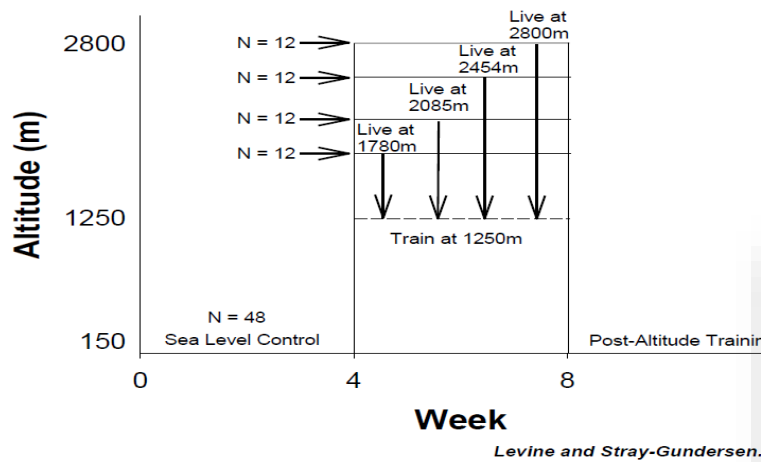 Live at
2800m
2800
N = 12
Live at
2454m
N = 12
Live at
2085m
N = 12
Live at
1780m
N = 12
Altitude (m)
1250
Train at 1250m
N = 48
Sea Level Control
150
Post-Altitude Trainin
0
4
8
Week
Levine and Stray-Gundersen.